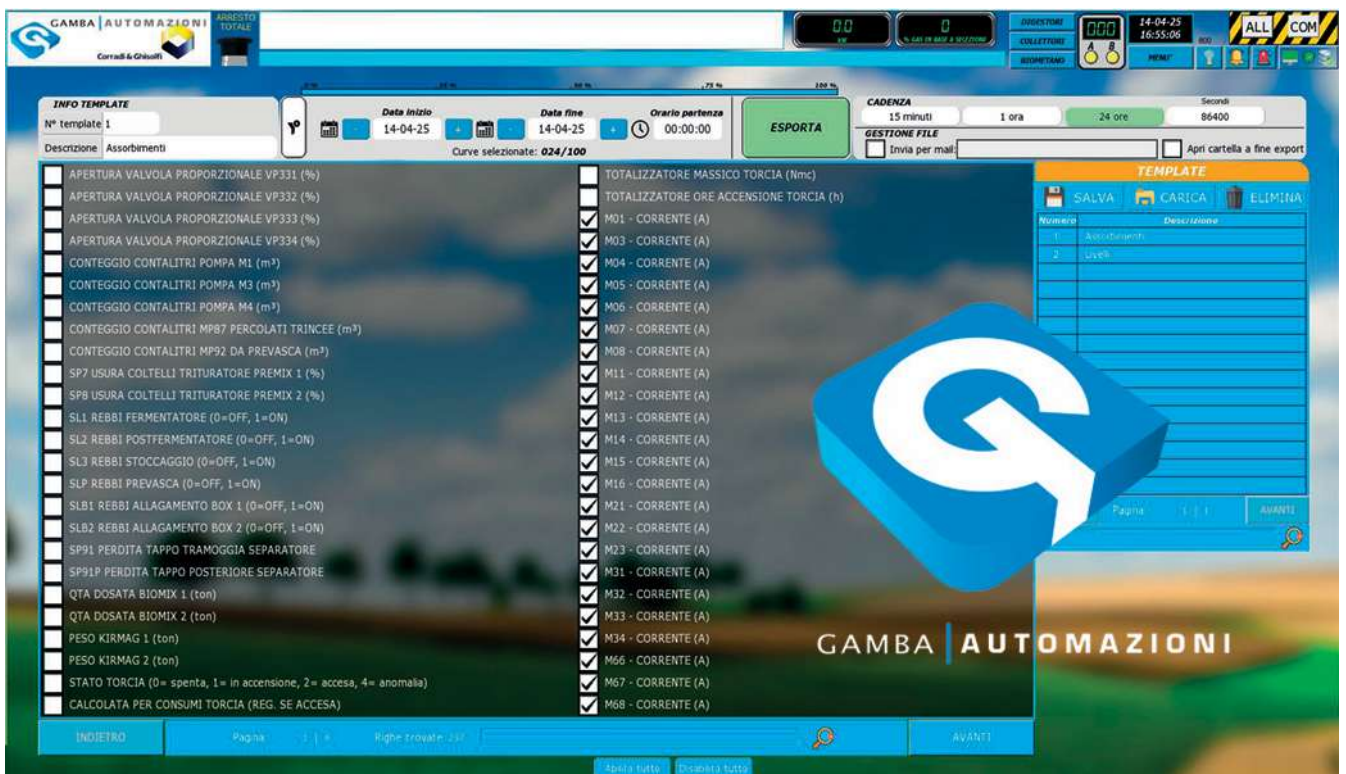 GAMBA AUTOMAZIONI
Corradi & Ghisolfi
ARRESTO
TOTALE
0.0
kW
0
% GAS IN BASE A SELEZIONE
DIGESTORI
COLLETTORE
BIOMETANO
000
A B
14-04-25
16:55:06
MENU'
800
ALL COM
0 % 25 % 50 % 75 % 100 %
INFO TEMPLATE
N° template 1
Descrizione Assorbimenti
Data inizio
- 14-04-25 +
Data fine
- 14-04-25 +
Orario partenza
00:00:00
Curve selezionate: 024/100
ESPORTA
CADENZA
15 minuti 1 ora 24 ore
Secondi
86400
GESTIONE FILE
Invia per mail:
Apri cartella a fine export
APERTURA VALVOLA PROPORZIONALE VP331 (%)
APERTURA VALVOLA PROPORZIONALE VP332 (%)
APERTURA VALVOLA PROPORZIONALE VP333 (%)
APERTURA VALVOLA PROPORZIONALE VP334 (%)
CONTEGGIO CONTALITRI POMPA M1 (m³)
CONTEGGIO CONTALITRI POMPA M3 (m³)
CONTEGGIO CONTALITRI POMPA M4 (m³)
CONTEGGIO CONTALITRI MP87 PERCOLATI TRINCEE (m³)
CONTEGGIO CONTALITRI MP92 DA PREVASCA (m³)
SP7 USURA COLTELLI TRITURATORE PREMIX 1 (%)
SP8 USURA COLTELLI TRITURATORE PREMIX 2 (%)
SL1 REBBI FERMENTATORE (0=OFF, 1=ON)
SL2 REBBI POSTFERMENTATORE (0=OFF, 1=ON)
SL3 REBBI STOCCAGGIO (0=OFF, 1=ON)
SLP REBBI PREVASCA (0=OFF, 1=ON)
SLB1 REBBI ALLAGAMENTO BOX 1 (0=OFF, 1=ON)
SLB2 REBBI ALLAGAMENTO BOX 2 (0=OFF, 1=ON)
SP91 PERDITA TAPPO TRAMOGGIA SEPARATORE
SP91P PERDITA TAPPO POSTERIORE SEPARATORE
QTA DOSATA BIOMIX 1 (ton)
QTA DOSATA BIOMIX 2 (ton)
PESO KIRMAG 1 (ton)
PESO KIRMAG 2 (ton)
STATO TORCIA (0= spenta, 1= in accensione, 2= accesa, 4= anomalia)
CALCOLATA PER CONSUMI TORCIA (REG. SE ACCESA)
TOTALIZZATORE MASSICO TORCIA (Nmc)
TOTALIZZATORE ORE ACCENSIONE TORCIA (h)
M01 - CORRENTE (A)
M03 - CORRENTE (A)
M04 - CORRENTE (A)
M05 - CORRENTE (A)
M06 - CORRENTE (A)
M07 - CORRENTE (A)
M08 - CORRENTE (A)
M11 - CORRENTE (A)
M12 - CORRENTE (A)
M13 - CORRENTE (A)
M14 - CORRENTE (A)
M15 - CORRENTE (A)
M16 - CORRENTE (A)
M21 - CORRENTE (A)
M22 - CORRENTE (A)
M23 - CORRENTE (A)
M31 - CORRENTE (A)
M32 - CORRENTE (A)
M33 - CORRENTE (A)
M34 - CORRENTE (A)
M66 - CORRENTE (A)
M67 - CORRENTE (A)
M68 - CORRENTE (A)
TEMPLATE
SALVA CARICA ELIMINA
Numero Descrizione
1 Assorbimenti
2 Livelli
Pagina: 1 | 1 AVANTI
GAMBA AUTOMAZIONI
INDIETRO Pagina: Righe trovate: AVANTI
Abilita tutto Disabilita tutto